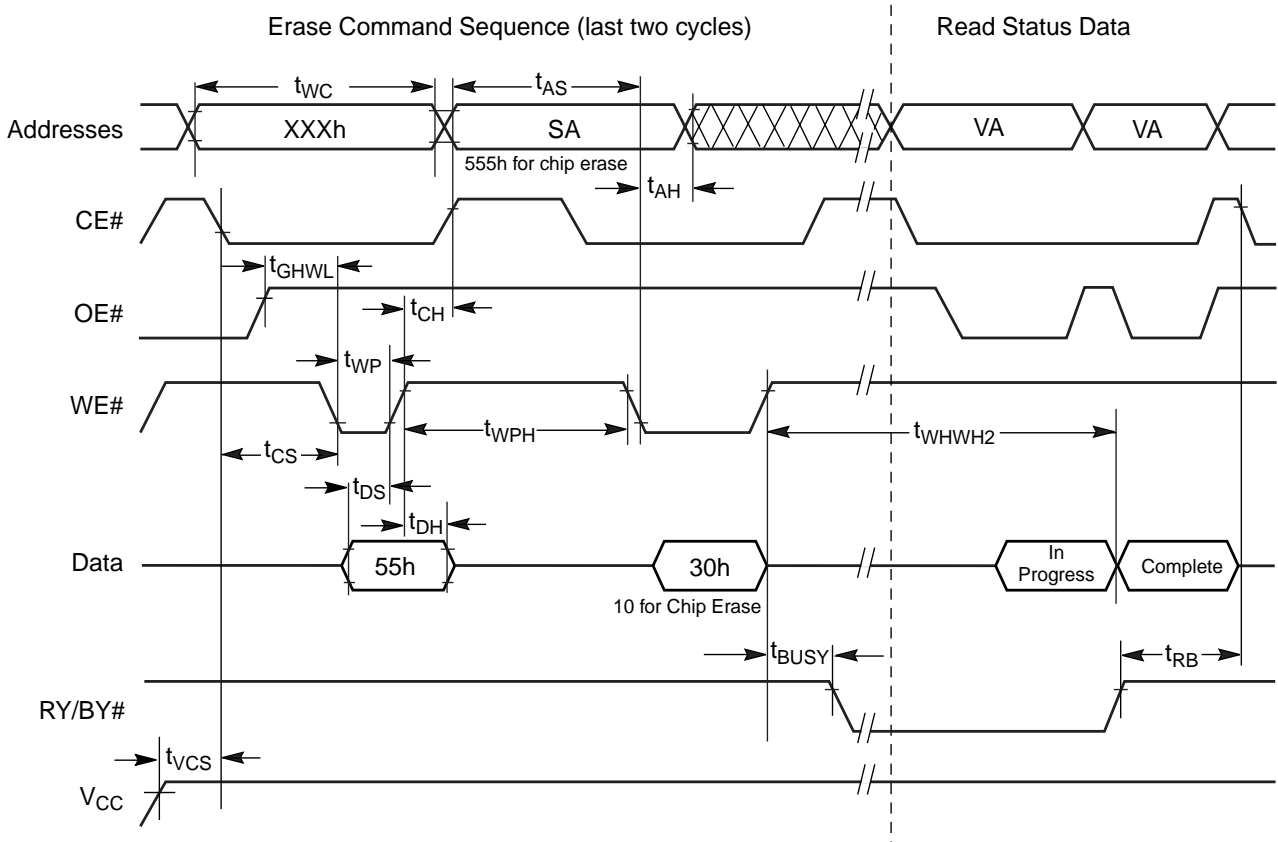 Erase Command Sequence (last two cycles)
Read Status Data
tWC
tAS
Addresses
XXXh
SA
VA
VA
555h for chip erase
tAH
CE#
tGHWL
OE#
tCH
tWP
WE#
tWPH
tWHWH2
tCS
tDS
tDH
Data
55h
30h
In
Progress
Complete
10 for Chip Erase
tBUSY
tRB
RY/BY#
tVCS
VCC